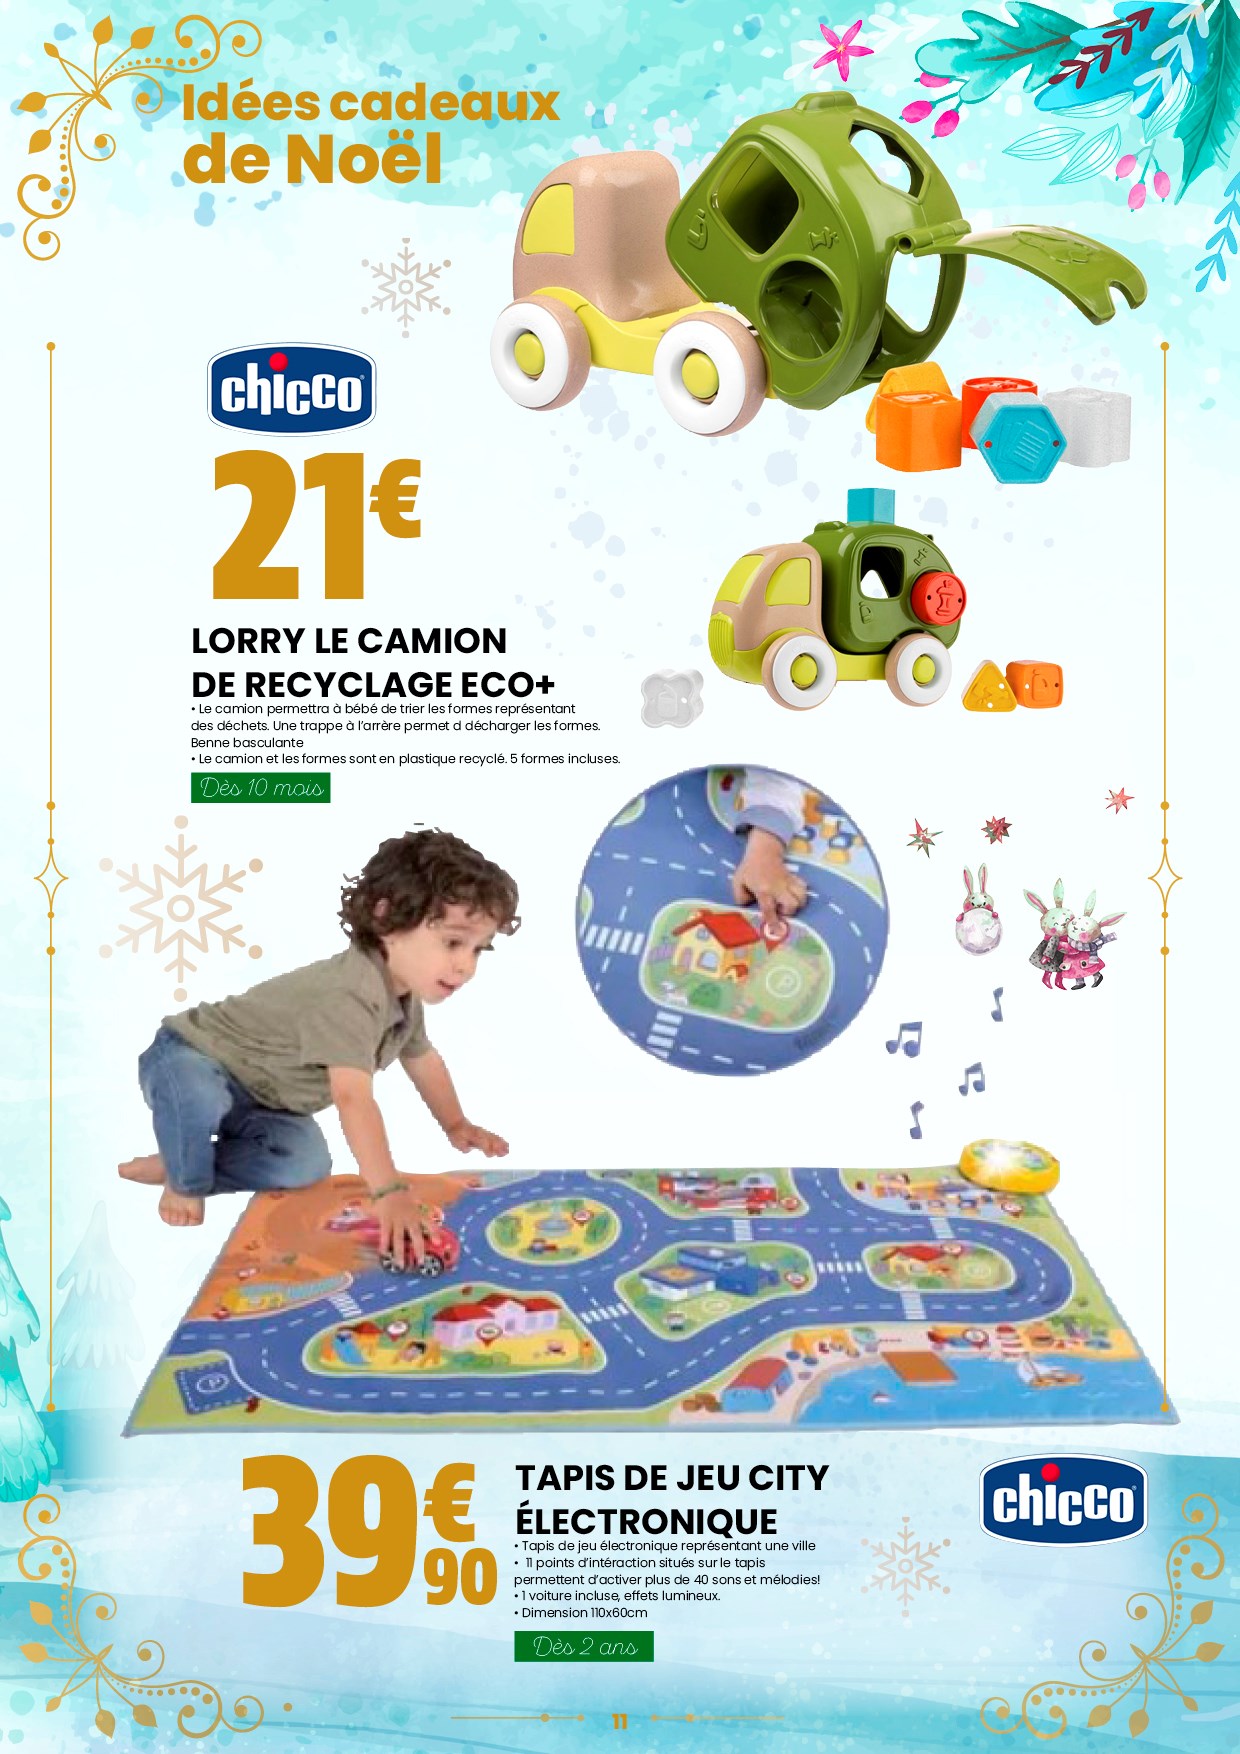 Idées cadeaux
de Noël
chicco
21€
LORRY LE CAMION
DE RECYCLAGE ECO+
• Le camion permettra à bébé de trier les formes représentant
des déchets. Une trappe à l'arrère permet d décharger les formes.
Benne basculante
• Le camion et les formes sont en plastique recyclé. 5 formes incluses.
Dès 10 mois
39€90
TAPIS DE JEU CITY
ÉLECTRONIQUE
• Tapis de jeu électronique représentant une ville
• 11 points d'intéraction situés sur le tapis
permettent d'activer plus de 40 sons et mélodies!
• 1 voiture incluse, effets lumineux.
• Dimension 110x60cm
Dès 2 ans
chicco
11